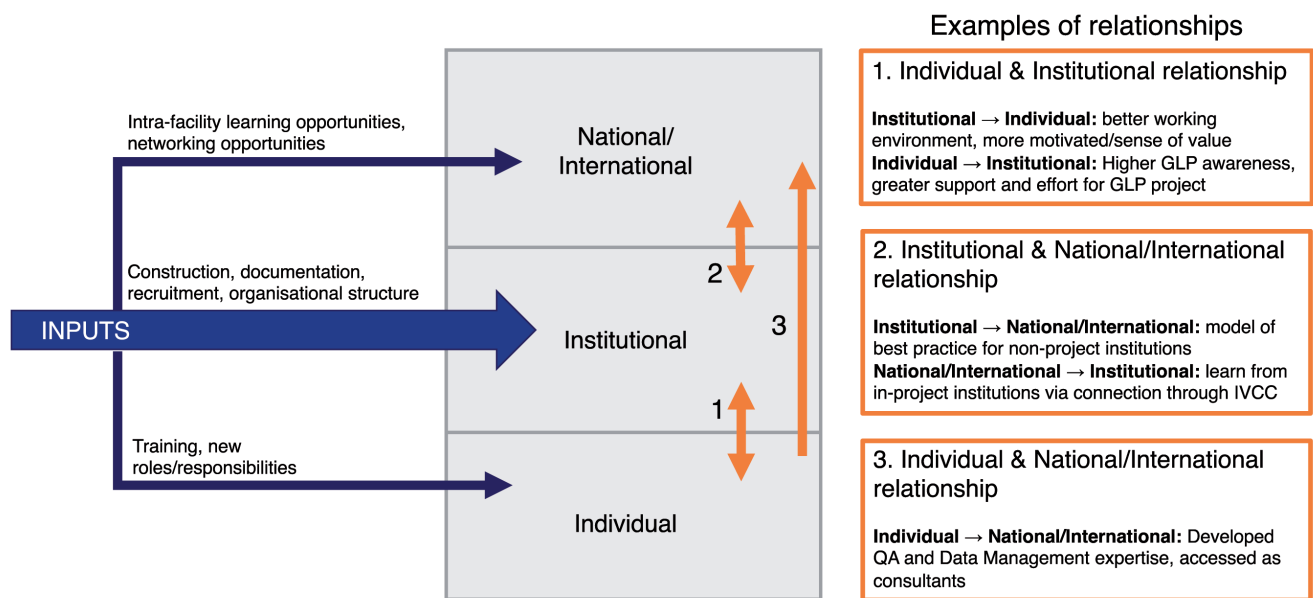 Examples of relationships
Intra-facility learning opportunities,
networking opportunities
National/
International
Construction, documentation,
recruitment, organisational structure
INPUTS
Institutional
Training, new
roles/responsibilities
Individual
2
3
1
1. Individual & Institutional relationship
Institutional → Individual: better working
environment, more motivated/sense of value
Individual → Institutional: Higher GLP awareness,
greater support and effort for GLP project
2. Institutional & National/International
relationship
Institutional → National/International: model of
best practice for non-project institutions
National/International → Institutional: learn from
in-project institutions via connection through IVCC
3. Individual & National/International
relationship
Individual → National/International: Developed
QA and Data Management expertise, accessed as
consultants